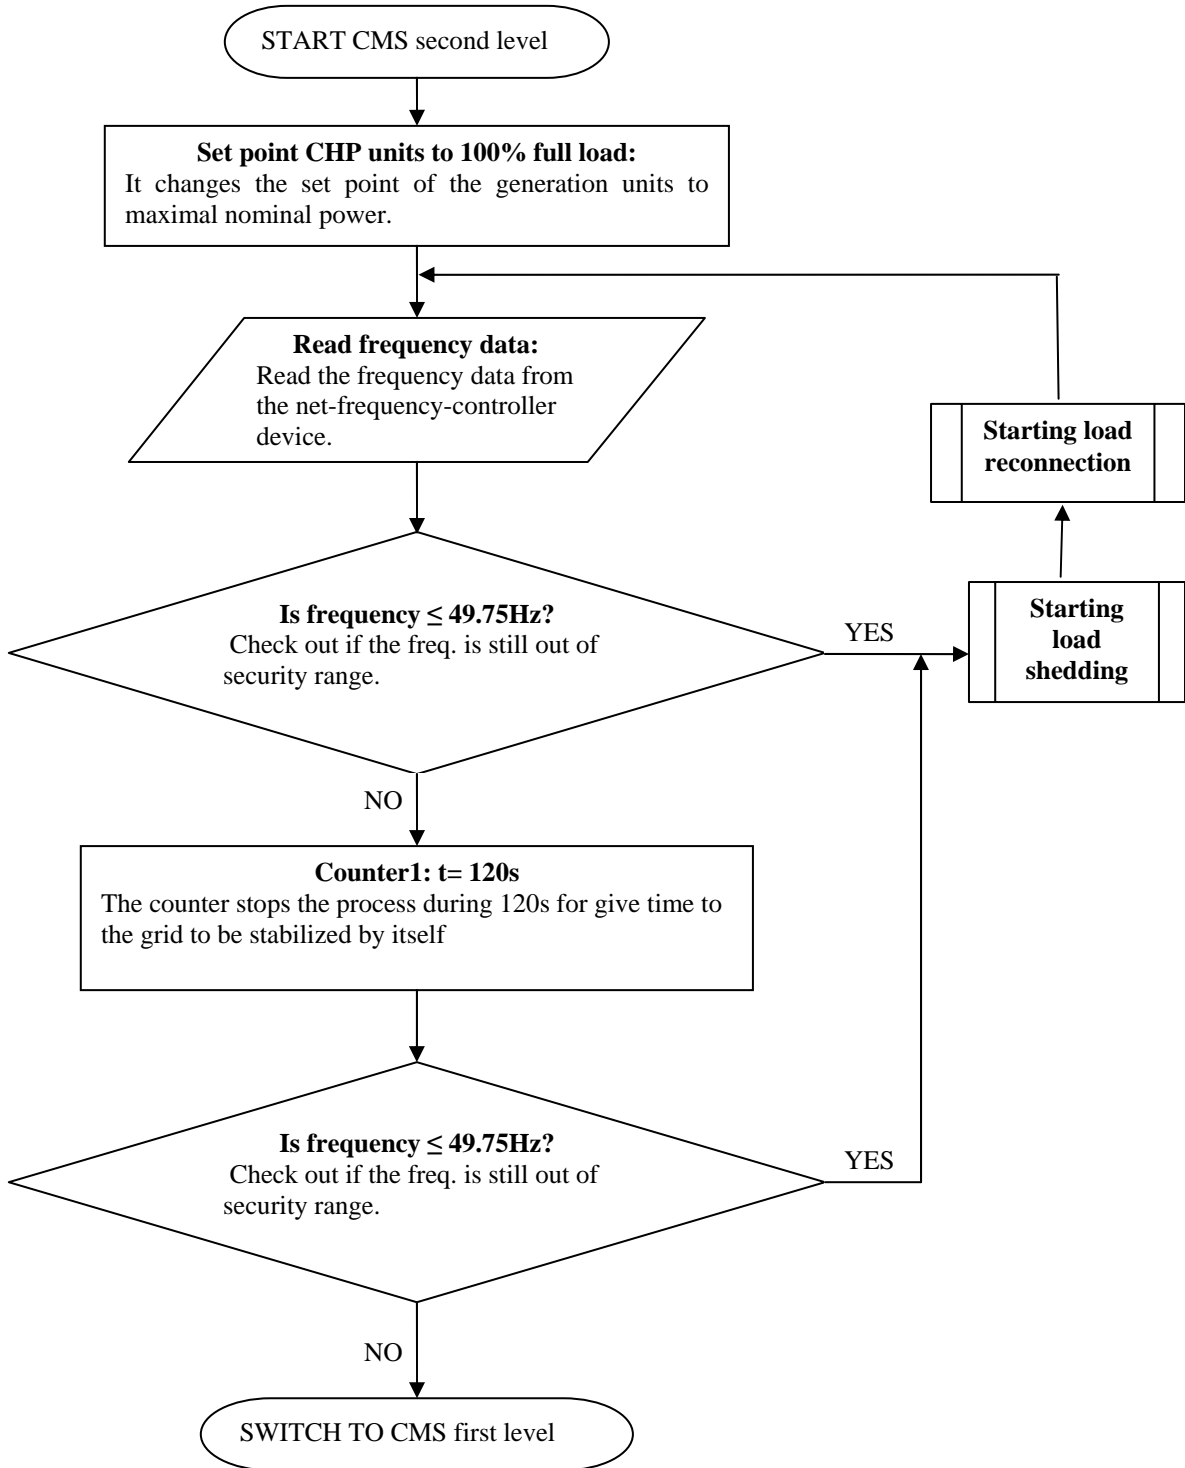 START CMS second level
Set point CHP units to 100% full load:
It changes the set point of the generation units to
maximal nominal power.
Read frequency data:
Read the frequency data from
the net-frequency-controller
device.
Starting load
reconnection
Is frequency ≤ 49.75Hz?
Check out if the freq. is still out of
security range.
YES
Starting
load
shedding
NO
Counter1: t= 120s
The counter stops the process during 120s for give time to
the grid to be stabilized by itself
Is frequency ≤ 49.75Hz?
Check out if the freq. is still out of
security range.
YES
NO
SWITCH TO CMS first level